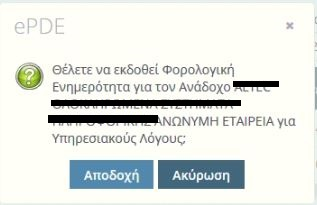 ePDE
Θέλετε να εκδοθεί Φορολογική
Ενημερότητα για τον Ανάδοχο
ΑΝΩΝΥΜΗ ΕΤΑΙΡΕΙΑ για
Υπηρεσιακούς Λόγους;
Αποδοχή Ακύρωση